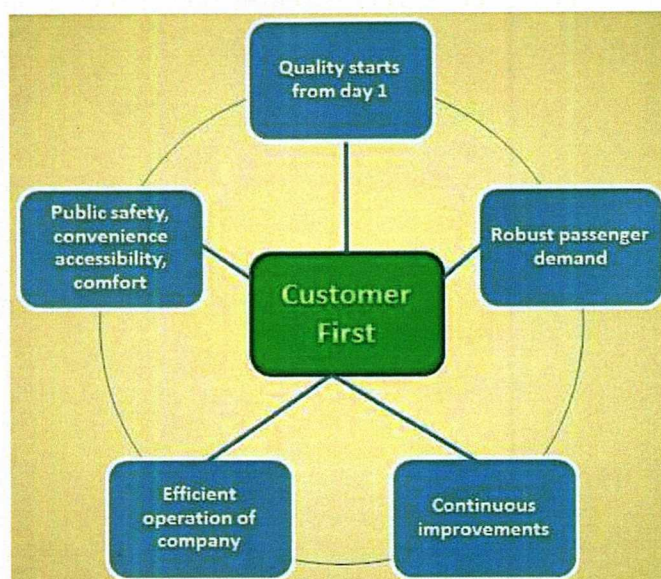 Quality starts
from day 1
Public safety,
convenience
accessibility,
comfort
Robust passenger
demand
Customer
First
Efficient
operation of
company
Continuous
improvements